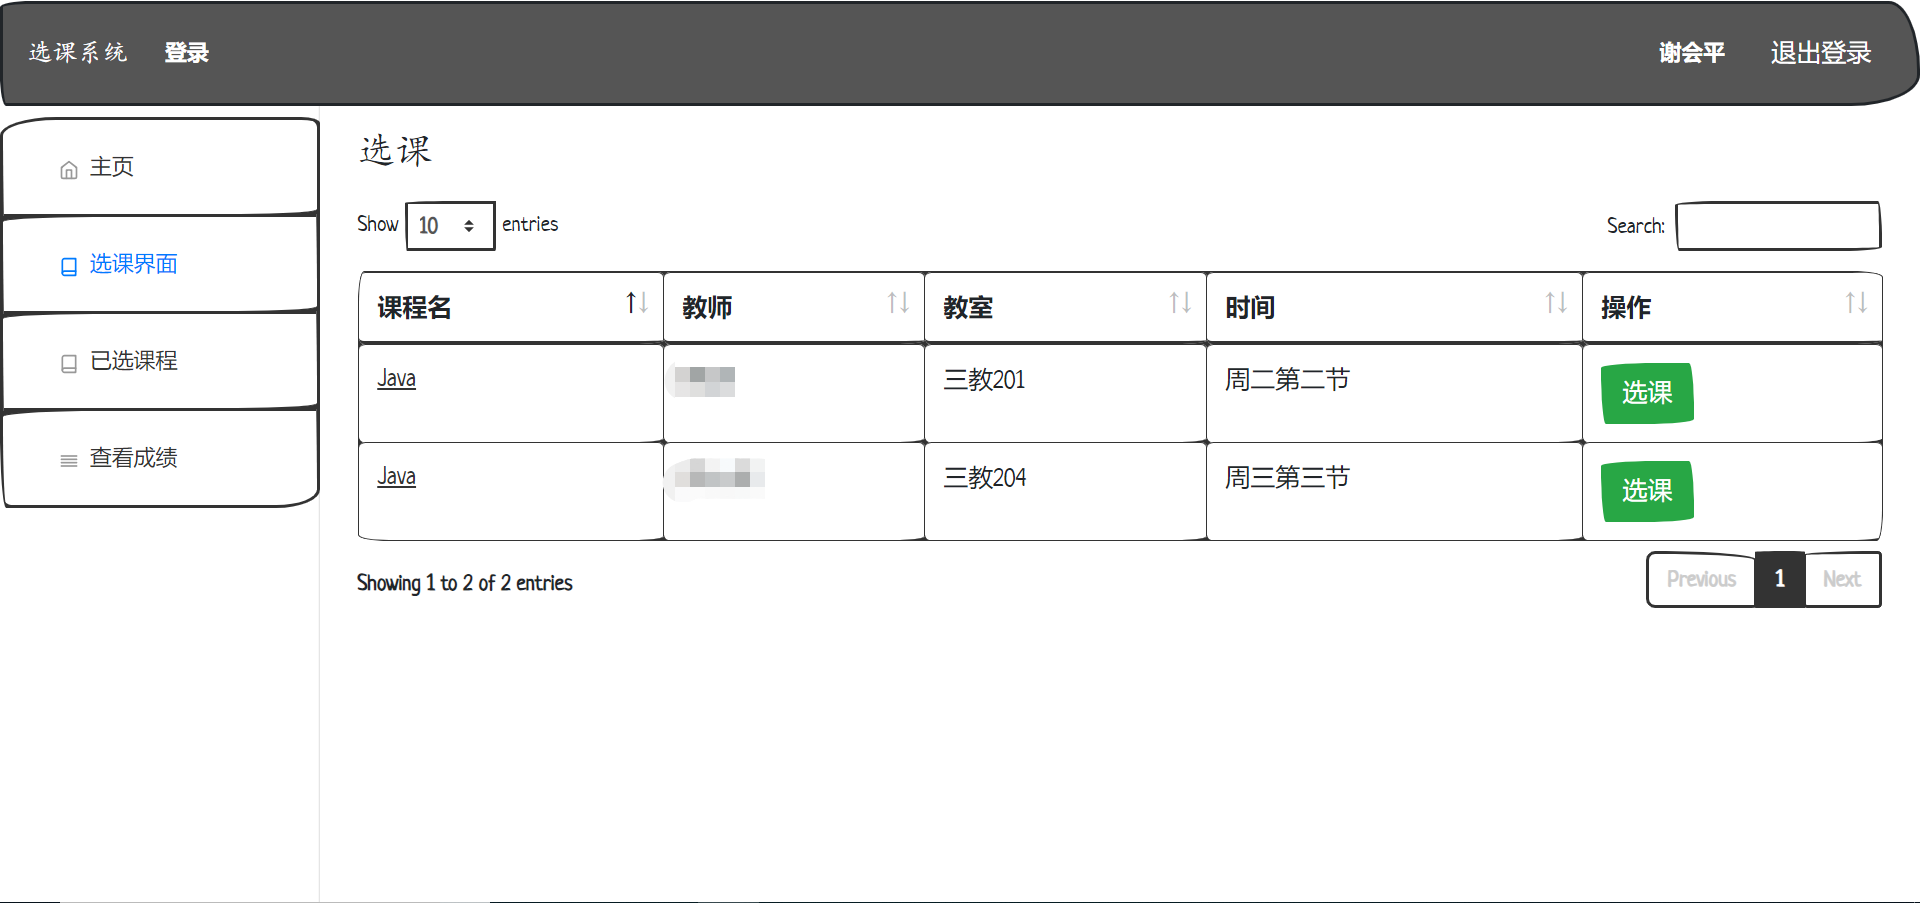 选课系统 登录 谢会平 退出登录
主页
选课界面
已选课程
查看成绩
选课
Show 10 entries Search:
课程名 教师 教室 时间 操作
Java 三教201 周二第二节 选课
Java 三教204 周三第三节 选课
Showing 1 to 2 of 2 entries Previous 1 Next